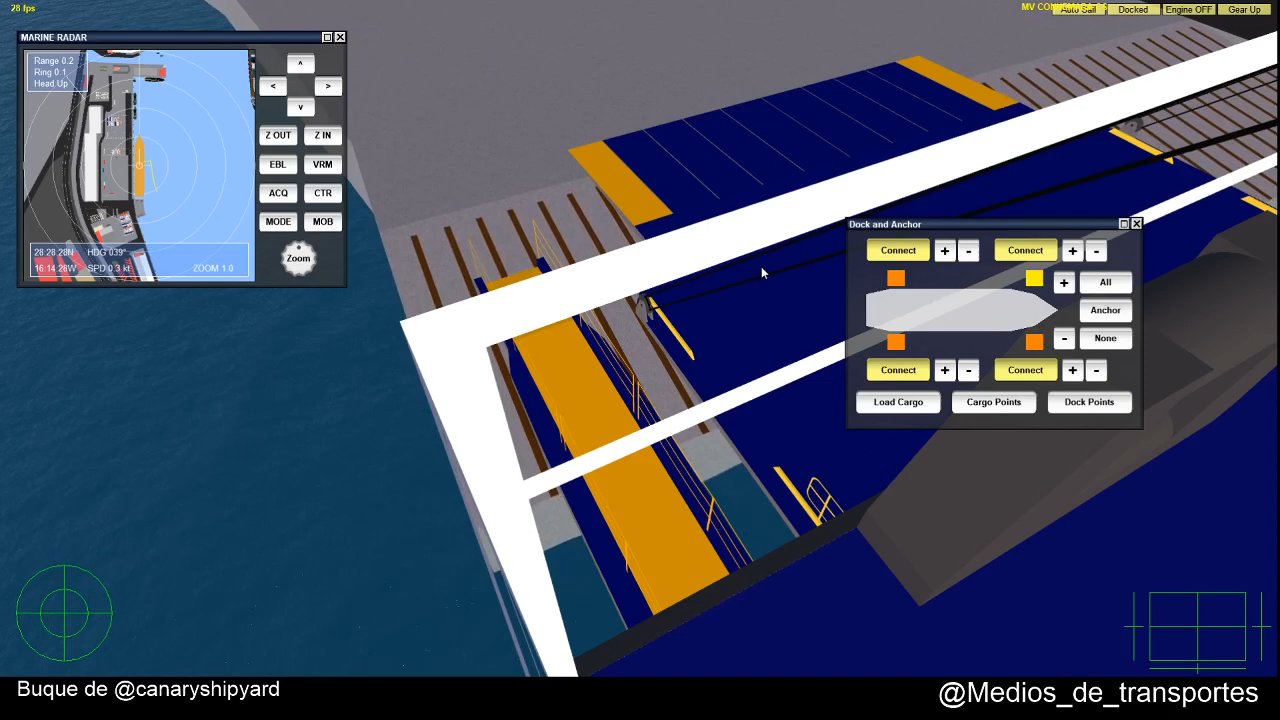 28 fps
MV CON
Auto Sail
Docked
Engine OFF
Gear Up
MARINE RADAR
Range 0.2
Ring 0.1
Head Up
^
<
>
v
Z OUT
Z IN
EBL
VRM
ACQ
CTR
MODE
MOB
Zoom
28 28 28N HDG 039°
16 14 28W SPD 0.3 kt
ZOOM 1.0
Dock and Anchor
Connect + - Connect + -
+ All
Anchor
- None
Connect + - Connect + -
Load Cargo
Cargo Points
Dock Points
Buque de @canaryshipyard
@Medios_de_transportes